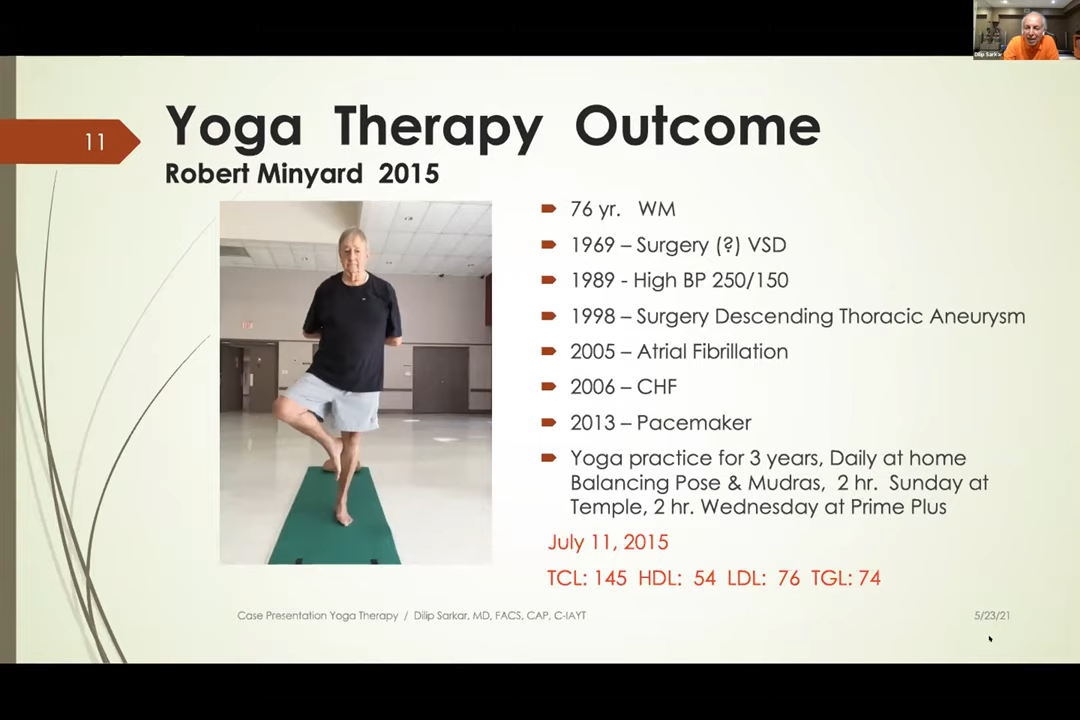 Dilip Sarkar
11
Yoga Therapy Outcome
Robert Minyard 2015
76 yr. WM
1969 – Surgery (?) VSD
1989 - High BP 250/150
1998 – Surgery Descending Thoracic Aneurysm
2005 – Atrial Fibrillation
2006 – CHF
2013 – Pacemaker
Yoga practice for 3 years, Daily at home
Balancing Pose & Mudras, 2 hr. Sunday at
Temple, 2 hr. Wednesday at Prime Plus
July 11, 2015
TCL: 145 HDL: 54 LDL: 76 TGL: 74
Case Presentation Yoga Therapy / Dilip Sarkar, MD, FACS, CAP, C-IAYT
5/23/21